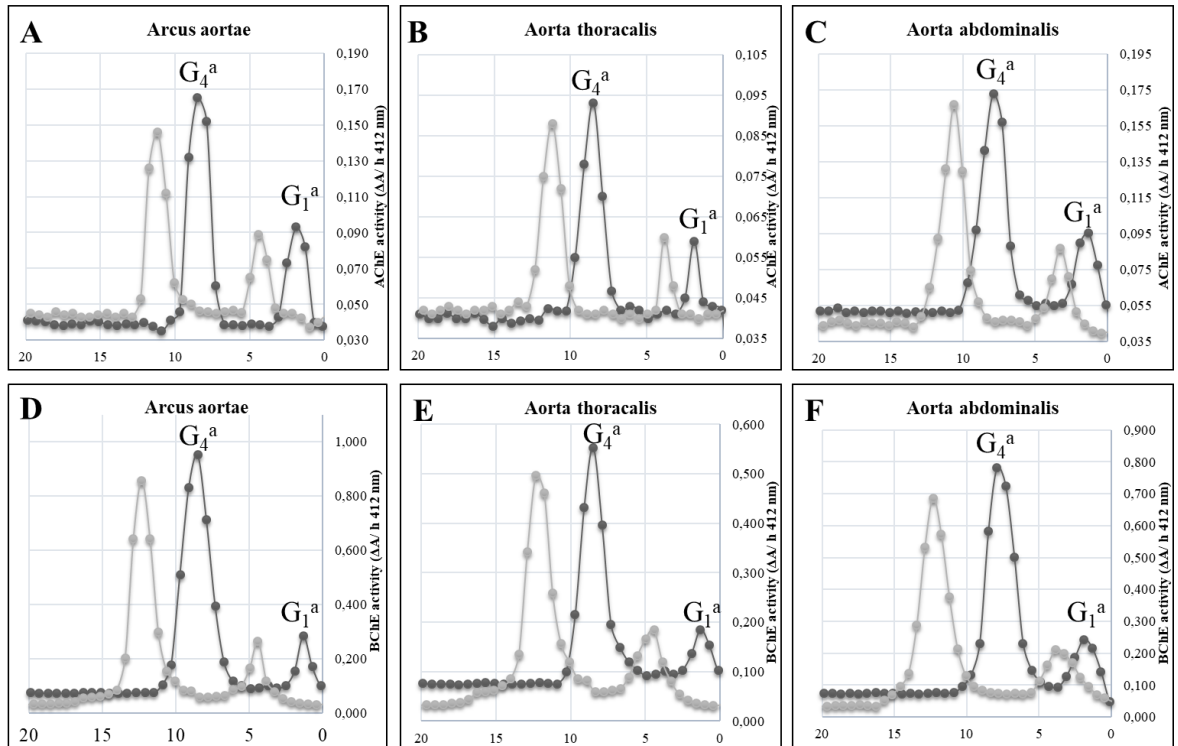 A
Arcus aortae
G4a
G1a
0,190
0,170
0,150
0,130
0,110
0,090
0,070
0,050
0,030
AChE activity (ΔA/ h 412 nm)
20 15 10 5 0
B
Aorta thoracalis
G4a
G1a
0,105
0,095
0,085
0,075
0,065
0,055
0,045
0,035
AChE activity (ΔA/ h 412 nm)
20 15 10 5 0
C
Aorta abdominalis
G4a
G1a
0,195
0,175
0,155
0,135
0,115
0,095
0,075
0,055
0,035
AChE activity (ΔA/ h 412 nm)
20 15 10 5 0
D
Arcus aortae
G4a
G1a
1,000
0,800
0,600
0,400
0,200
0,000
BChE activity (ΔA/ h 412 nm)
20 15 10 5 0
E
Aorta thoracalis
G4a
G1a
0,600
0,500
0,400
0,300
0,200
0,100
0,000
BChE activity (ΔA/ h 412 nm)
20 15 10 5 0
F
Aorta abdominalis
G4a
G1a
0,900
0,800
0,700
0,600
0,500
0,400
0,300
0,200
0,100
0,000
BChE activity (ΔA/ h 412 nm)
20 15 10 5 0